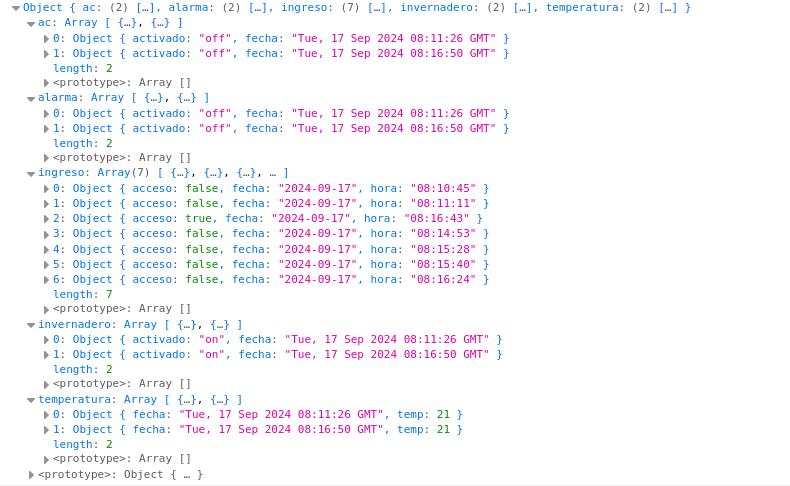 Object { ac: (2) […], alarma: (2) […], ingreso: (7) […], invernadero: (2) […], temperatura: (2) […] }
ac: Array [ {…}, {…} ]
0: Object { activado: "off", fecha: "Tue, 17 Sep 2024 08:11:26 GMT" }
1: Object { activado: "off", fecha: "Tue, 17 Sep 2024 08:16:50 GMT" }
length: 2
<prototype>: Array []
alarma: Array [ {…}, {…} ]
0: Object { activado: "off", fecha: "Tue, 17 Sep 2024 08:11:26 GMT" }
1: Object { activado: "off", fecha: "Tue, 17 Sep 2024 08:16:50 GMT" }
length: 2
<prototype>: Array []
ingreso: Array(7) [ {…}, {…}, {…}, … ]
0: Object { acceso: false, fecha: "2024-09-17", hora: "08:10:45" }
1: Object { acceso: false, fecha: "2024-09-17", hora: "08:11:11" }
2: Object { acceso: true, fecha: "2024-09-17", hora: "08:16:43" }
3: Object { acceso: false, fecha: "2024-09-17", hora: "08:14:53" }
4: Object { acceso: false, fecha: "2024-09-17", hora: "08:15:28" }
5: Object { acceso: false, fecha: "2024-09-17", hora: "08:15:40" }
6: Object { acceso: false, fecha: "2024-09-17", hora: "08:16:24" }
length: 7
<prototype>: Array []
invernadero: Array [ {…}, {…} ]
0: Object { activado: "on", fecha: "Tue, 17 Sep 2024 08:11:26 GMT" }
1: Object { activado: "on", fecha: "Tue, 17 Sep 2024 08:16:50 GMT" }
length: 2
<prototype>: Array []
temperatura: Array [ {…}, {…} ]
0: Object { fecha: "Tue, 17 Sep 2024 08:11:26 GMT", temp: 21 }
1: Object { fecha: "Tue, 17 Sep 2024 08:16:50 GMT", temp: 21 }
length: 2
<prototype>: Array []
<prototype>: Object { … }